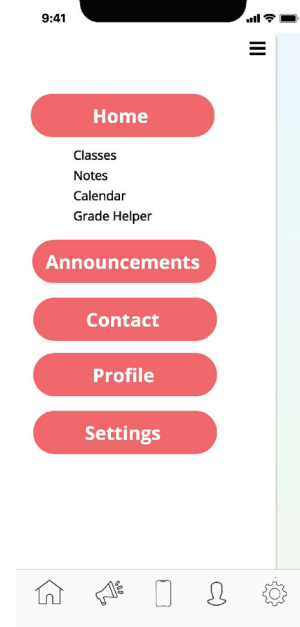 9:41
Home
Classes
Notes
Calendar
Grade Helper
Announcements
Contact
Profile
Settings